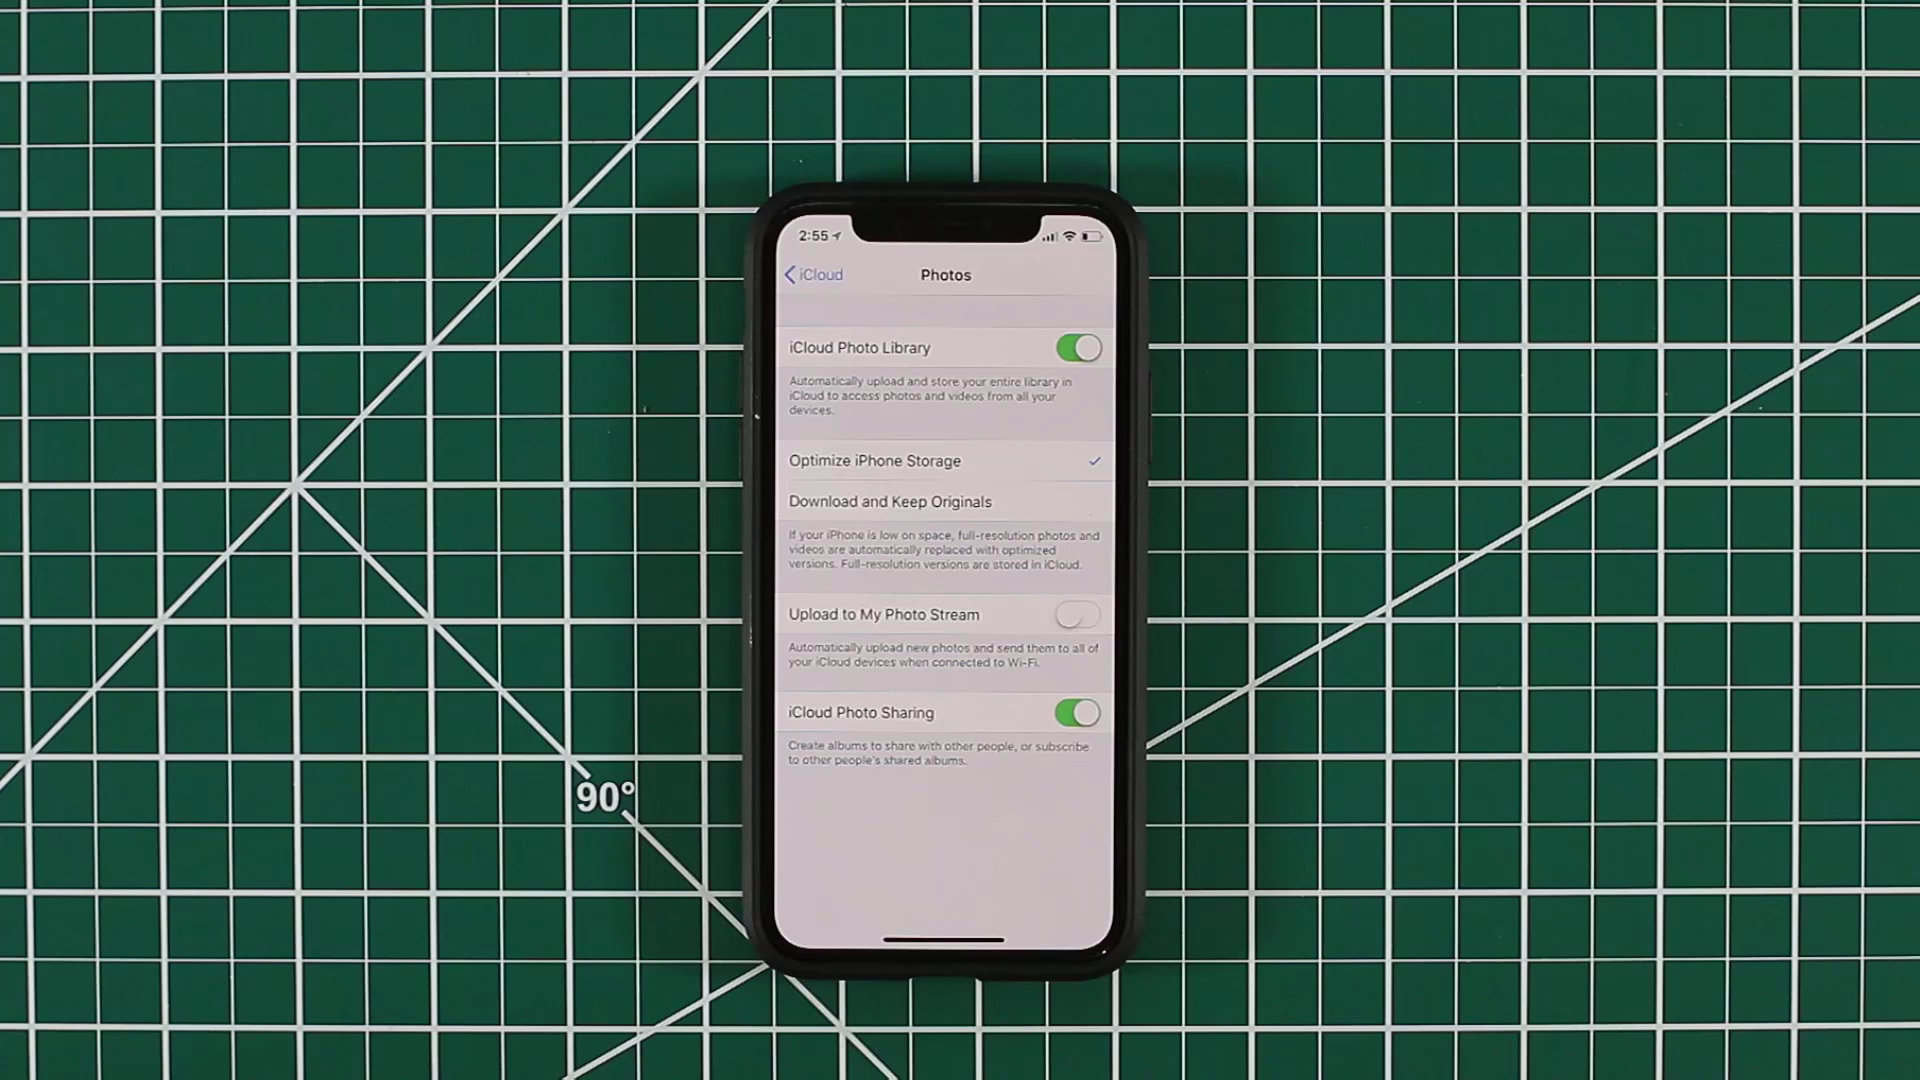 2:55
iCloud
Photos
iCloud Photo Library
Automatically upload and store your entire library in
iCloud to access photos and videos from all your
devices.
Optimize iPhone Storage
Download and Keep Originals
If your iPhone is low on space, full-resolution photos and
videos are automatically replaced with optimized
versions. Full-resolution versions are stored in iCloud.
Upload to My Photo Stream
Automatically upload new photos and send them to all of
your iCloud devices when connected to Wi-Fi.
iCloud Photo Sharing
Create albums to share with other people, or subscribe
to other people's shared albums.
90°